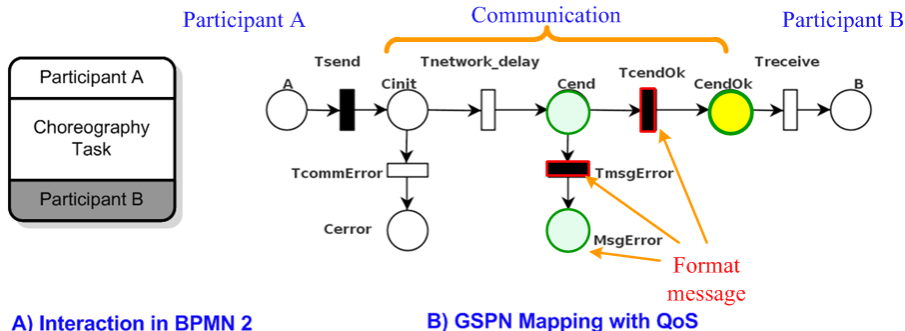 Participant A
Communication
Participant B
Tsend
Tnetwork_delay
TcendOk
Treceive
A
Cinit
Cend
CendOk
B
Participant A
Choreography
Task
Participant B
TcommError
TmsgError
Cerror
MsgError
Format
message
A) Interaction in BPMN 2
B) GSPN Mapping with QoS